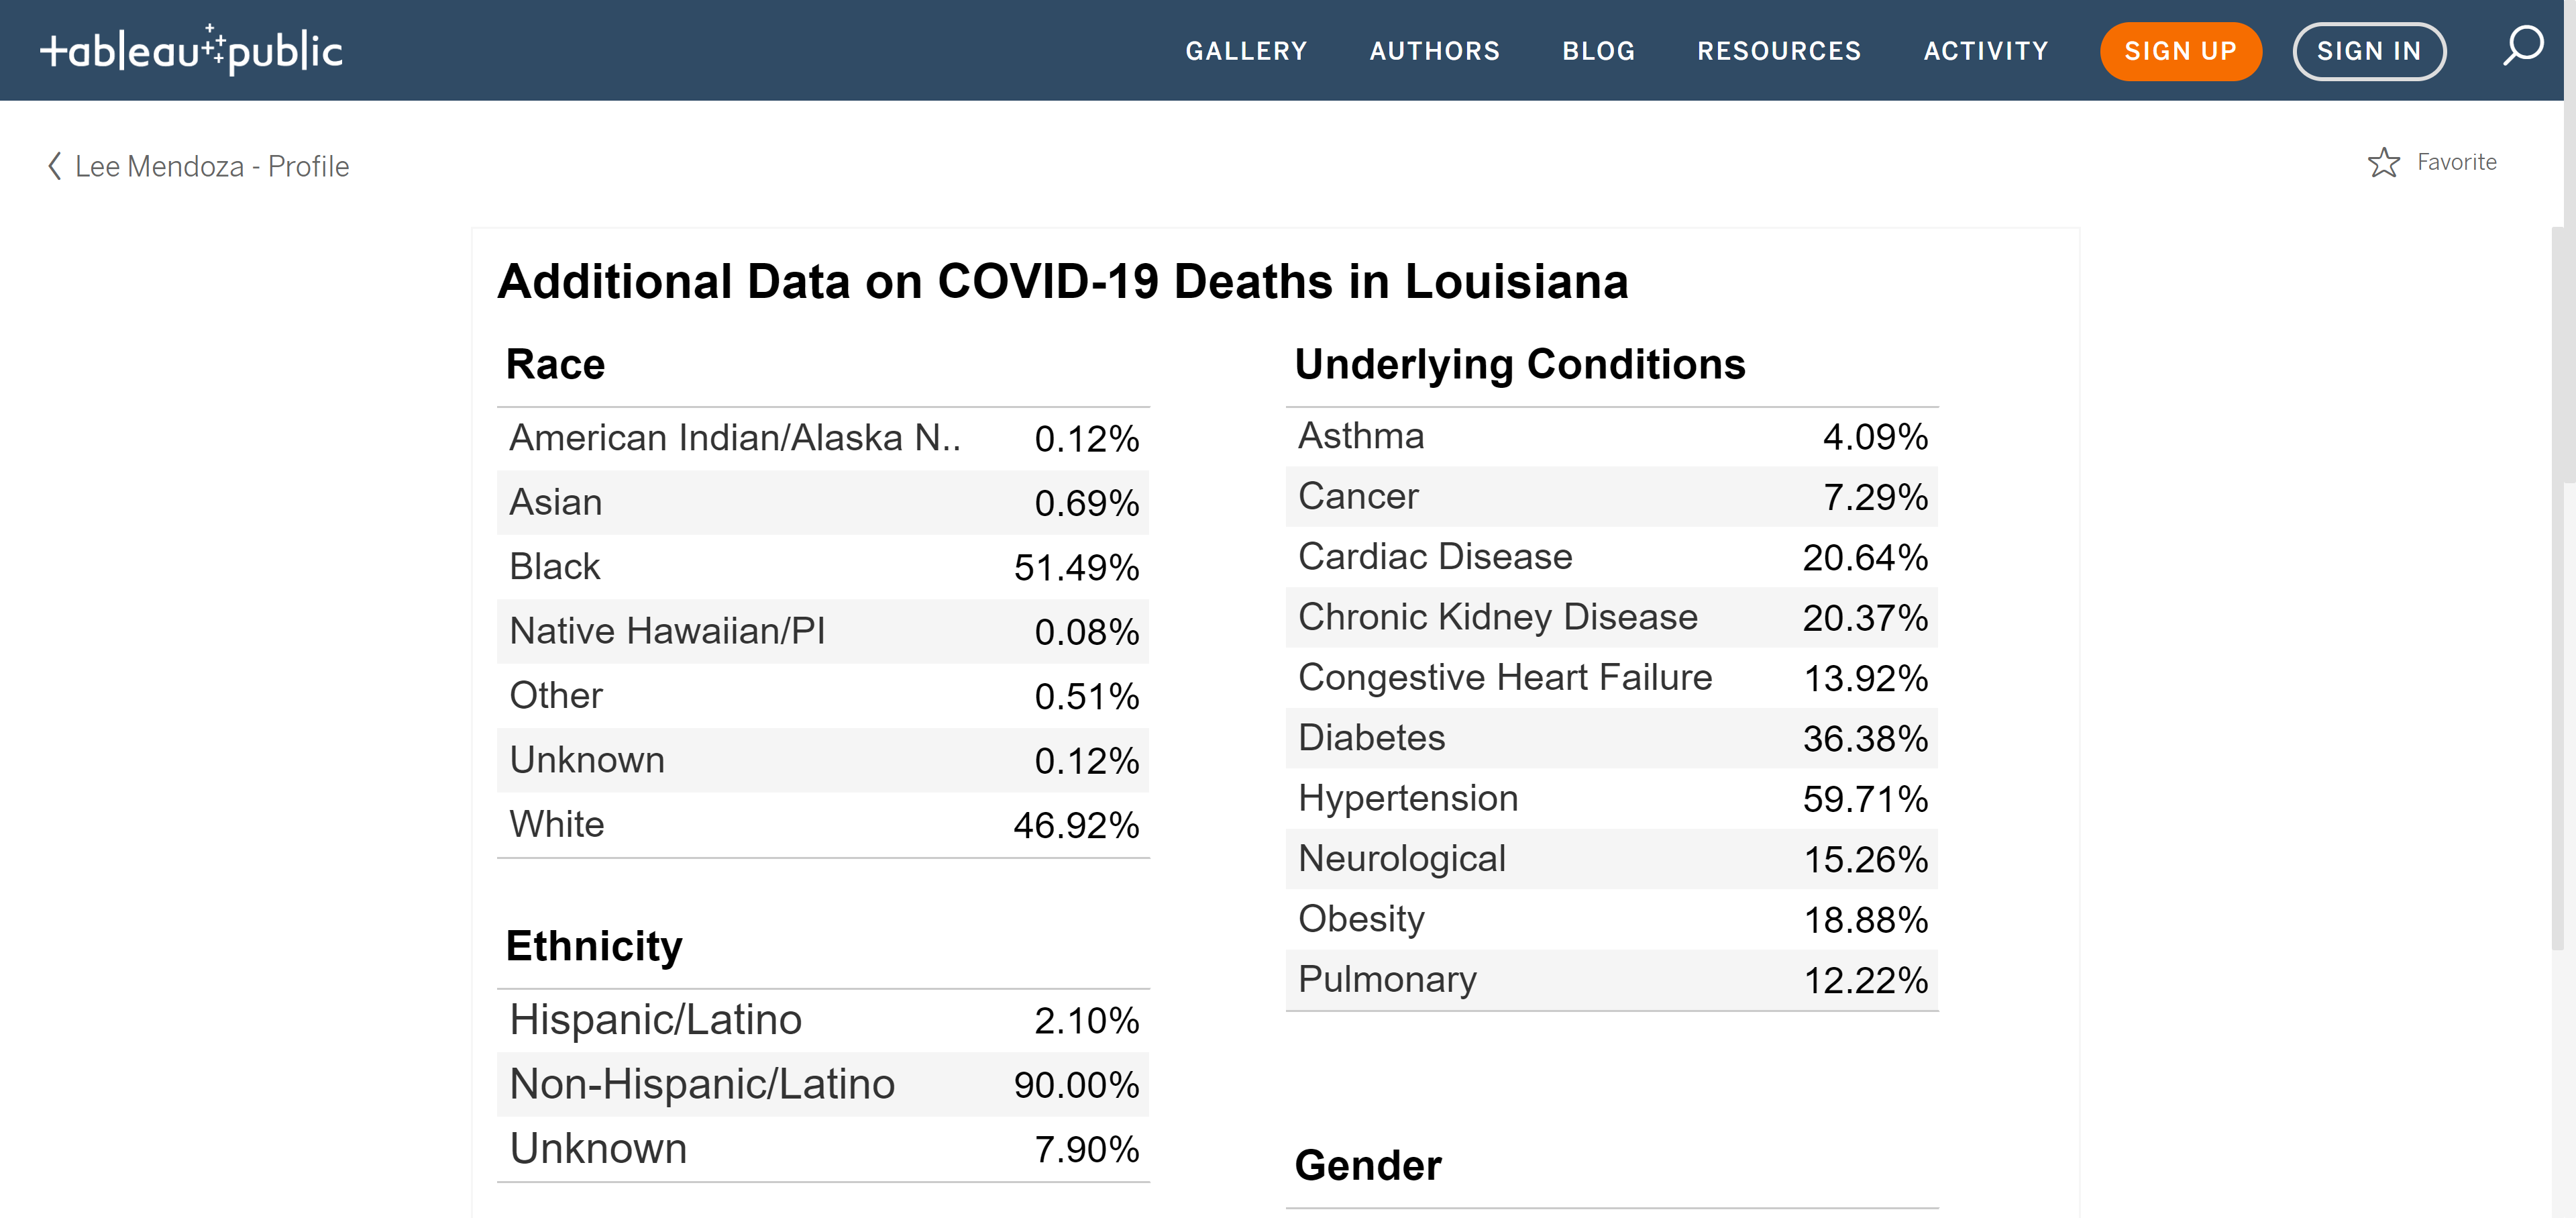 tableau public
GALLERY AUTHORS BLOG RESOURCES ACTIVITY SIGN UP SIGN IN
Lee Mendoza - Profile
Favorite
Additional Data on COVID-19 Deaths in Louisiana
Race
American Indian/Alaska N.. 0.12%
Asian 0.69%
Black 51.49%
Native Hawaiian/PI 0.08%
Other 0.51%
Unknown 0.12%
White 46.92%
Ethnicity
Hispanic/Latino 2.10%
Non-Hispanic/Latino 90.00%
Unknown 7.90%
Underlying Conditions
Asthma 4.09%
Cancer 7.29%
Cardiac Disease 20.64%
Chronic Kidney Disease 20.37%
Congestive Heart Failure 13.92%
Diabetes 36.38%
Hypertension 59.71%
Neurological 15.26%
Obesity 18.88%
Pulmonary 12.22%
Gender